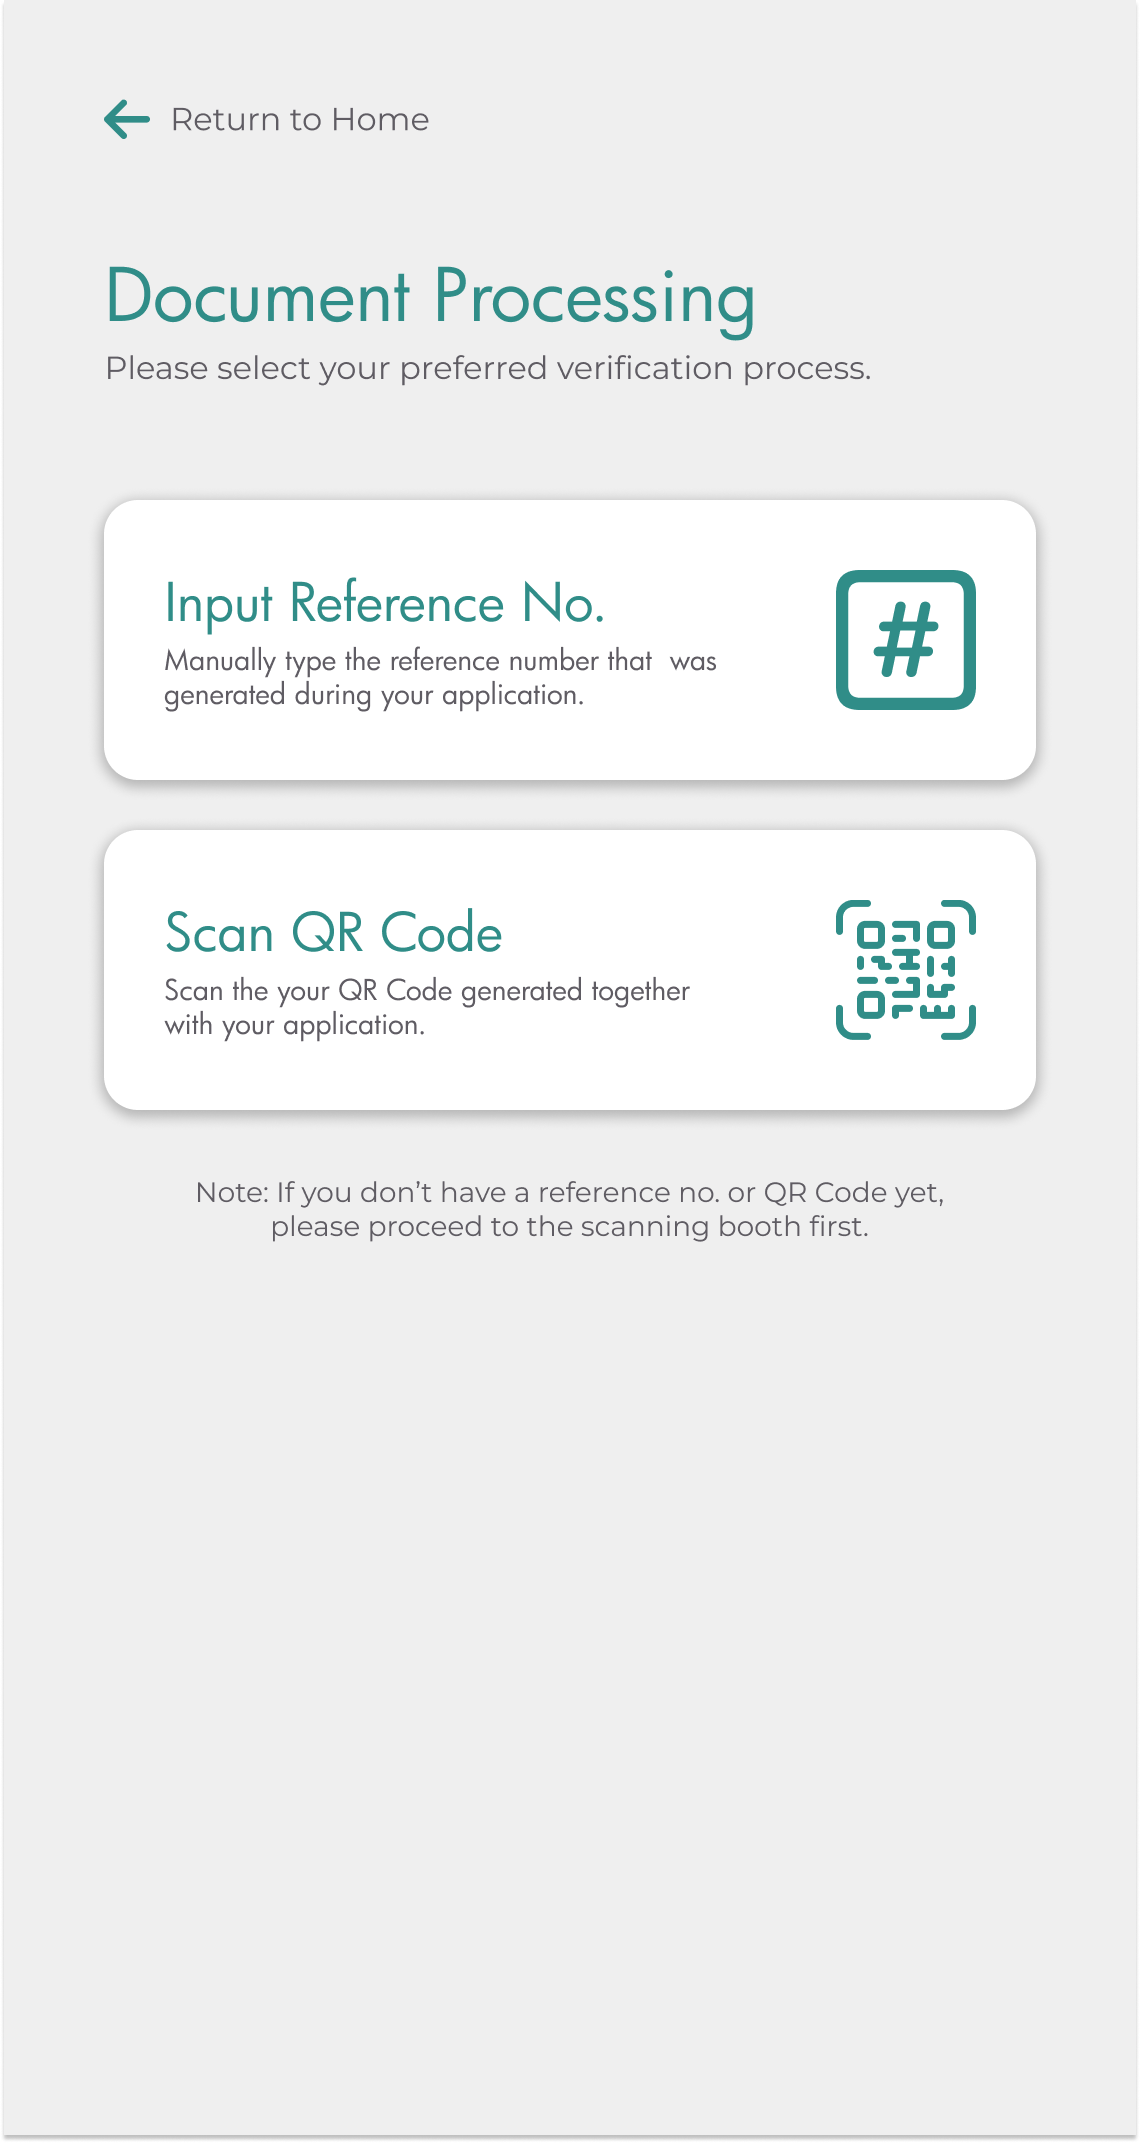 Return to Home
Document Processing
Please select your preferred verification process.
Input Reference No.
Manually type the reference number that  was
generated during your application.
#
Scan QR Code
Scan the your QR Code generated together
with your application.
Note: If you don’t have a reference no. or QR Code yet,
please proceed to the scanning booth first.